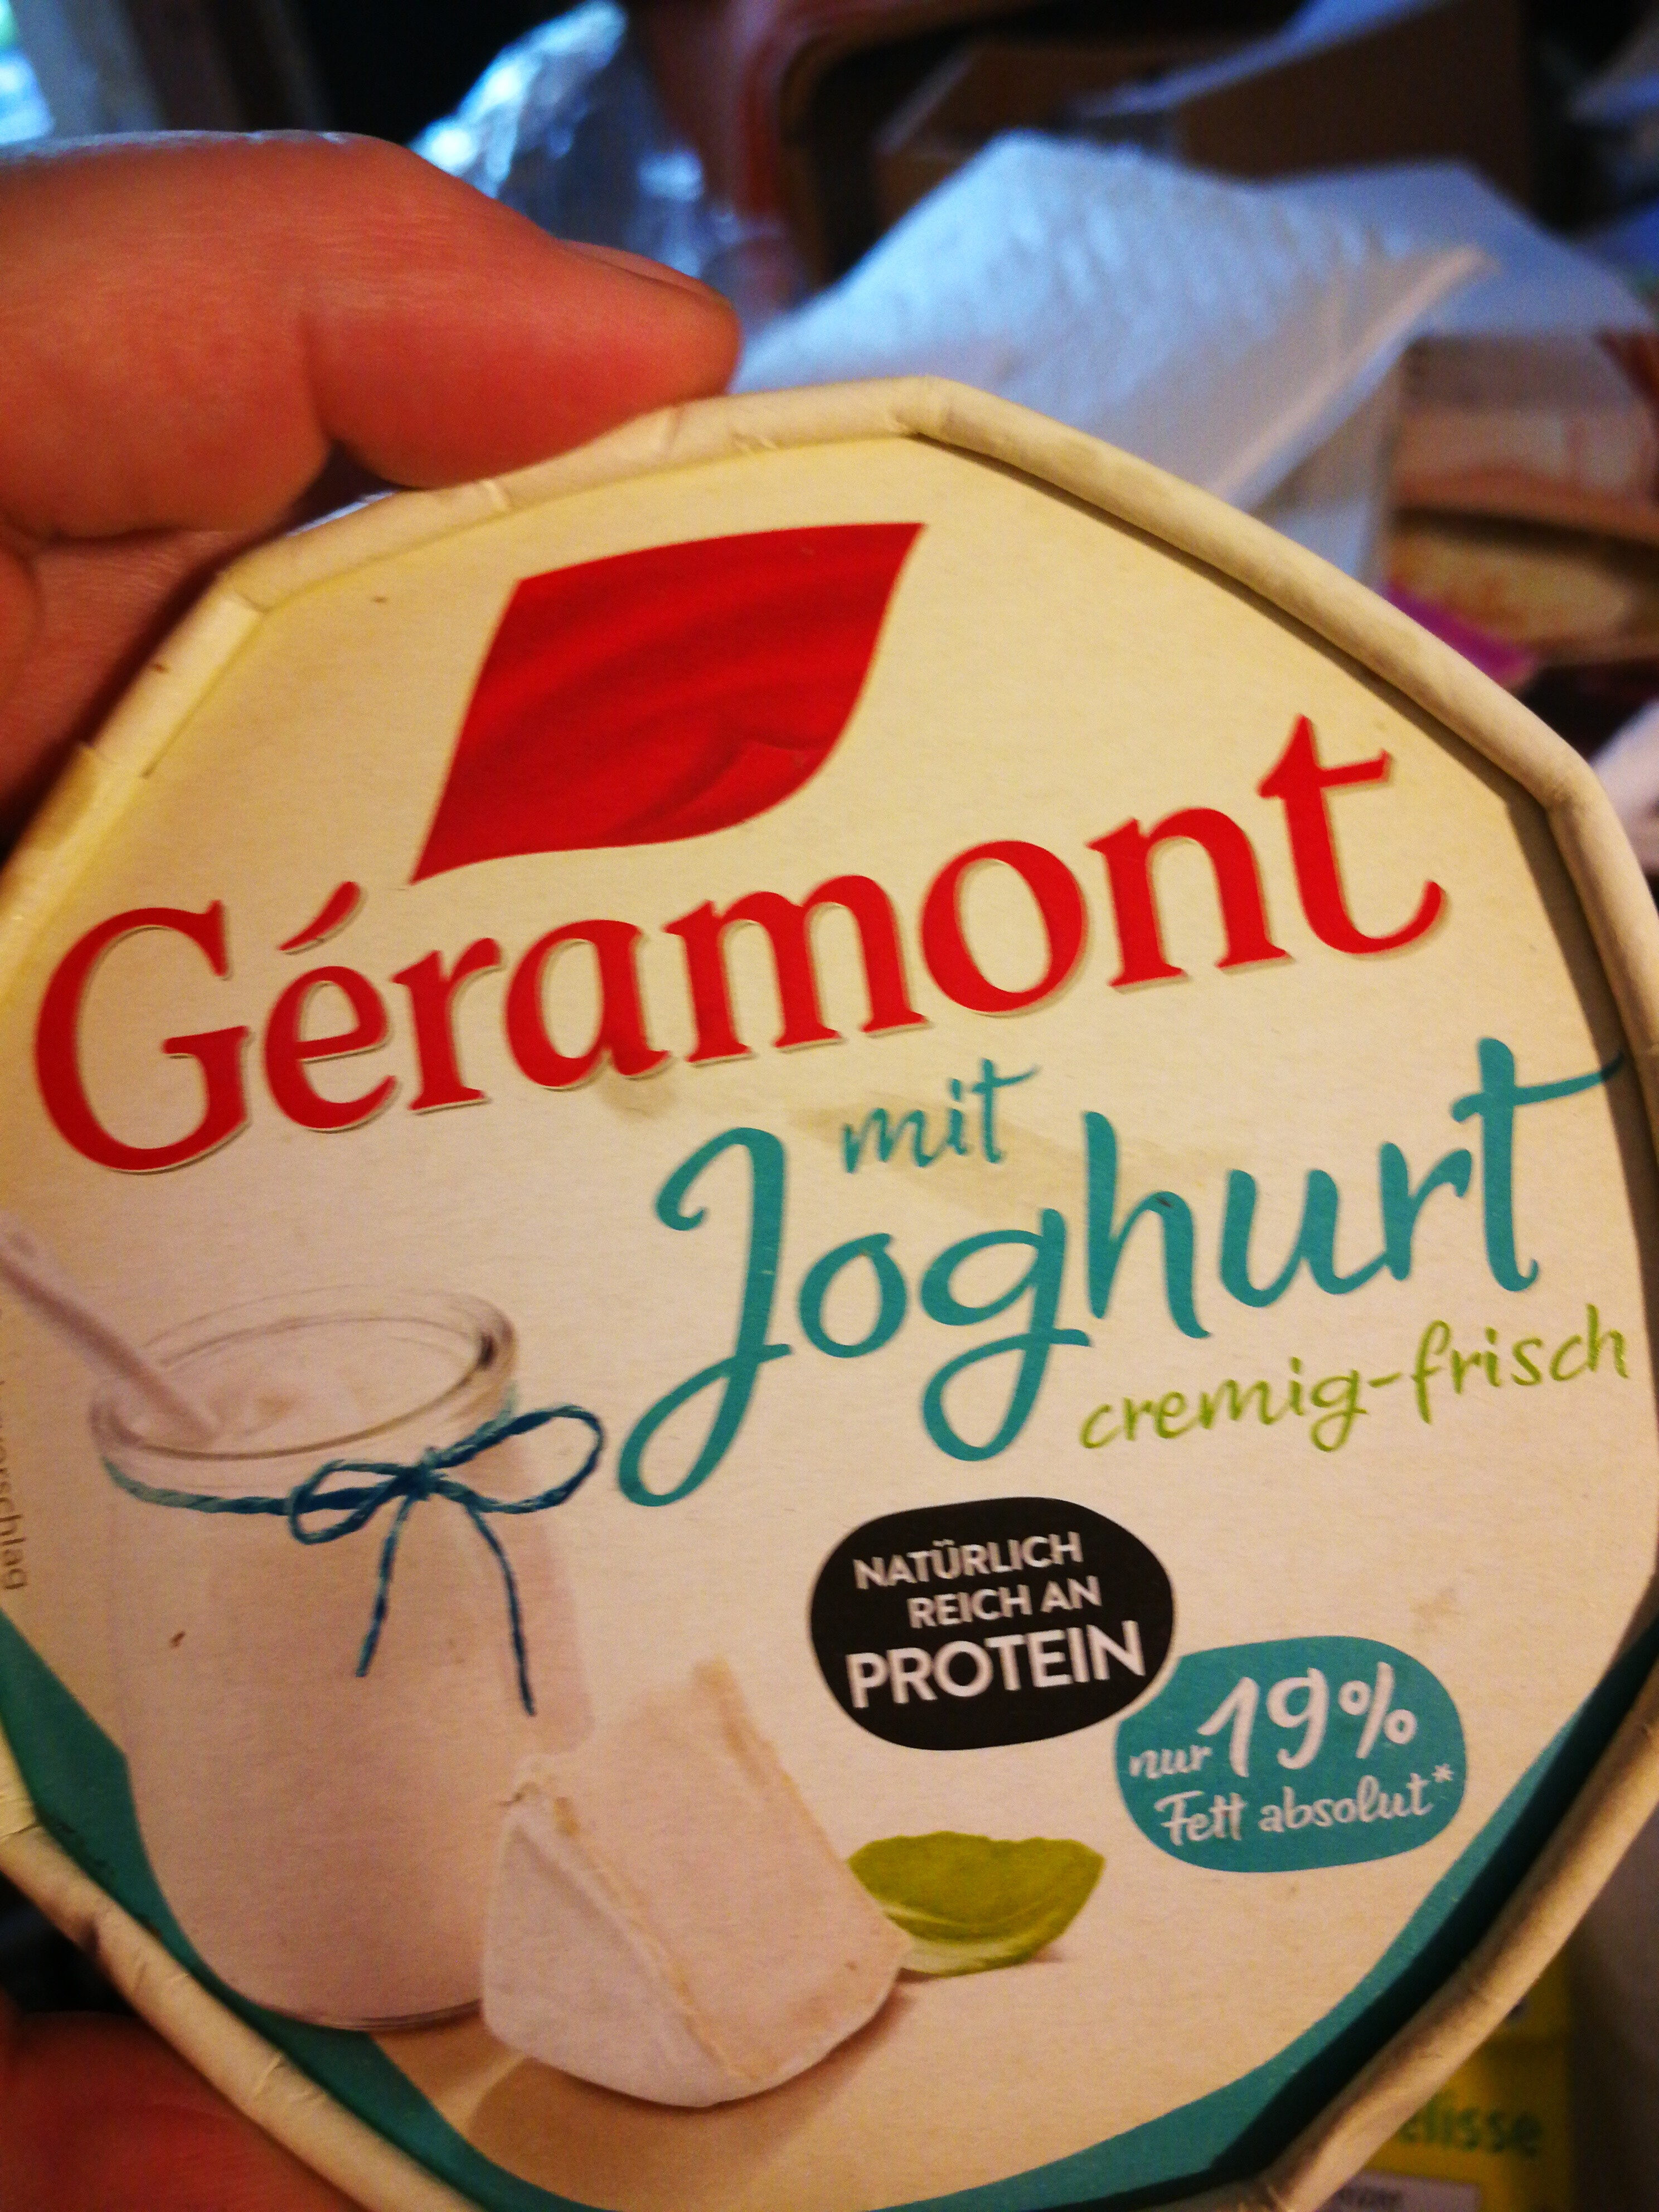 Géramont
mit
Joghurt
cremig-frisch
NATÜRLICH
REICH AN
PROTEIN
nur 19%
Fett absolut*